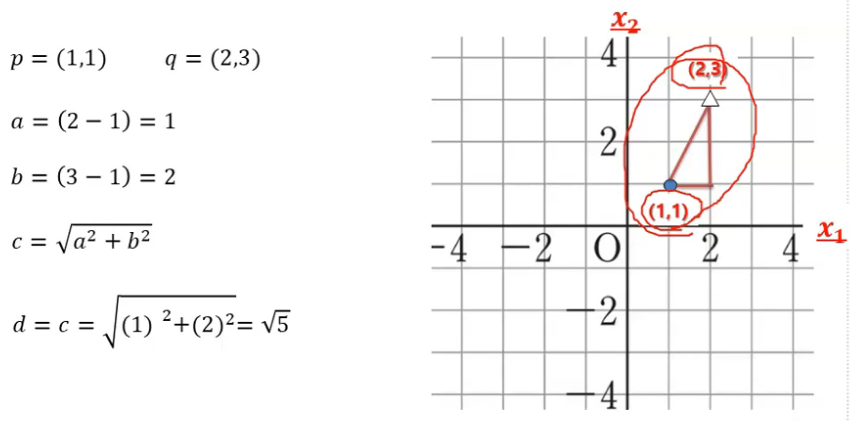 p = (1,1) q = (2,3)
a = (2 − 1) = 1
b = (3 − 1) = 2
c = √a² + b²
d = c = √(1) ²+(2)²= √5
x₂
4
(2,3)
2
(1,1)
x₁
−4 −2 O 2 4
−2
−4